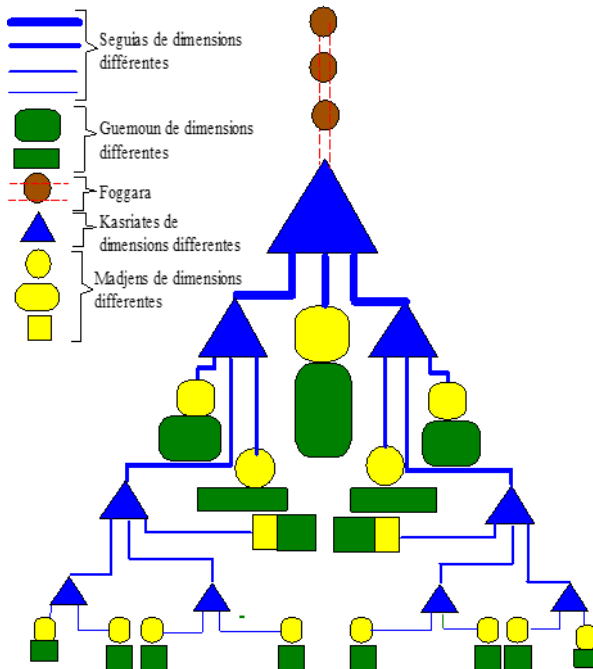 Seguias de dimensions
différentes
Guemoun de dimensions
differentes
Foggara
Kasriates de
dimensions differentes
Madjens de dimensions
differentes